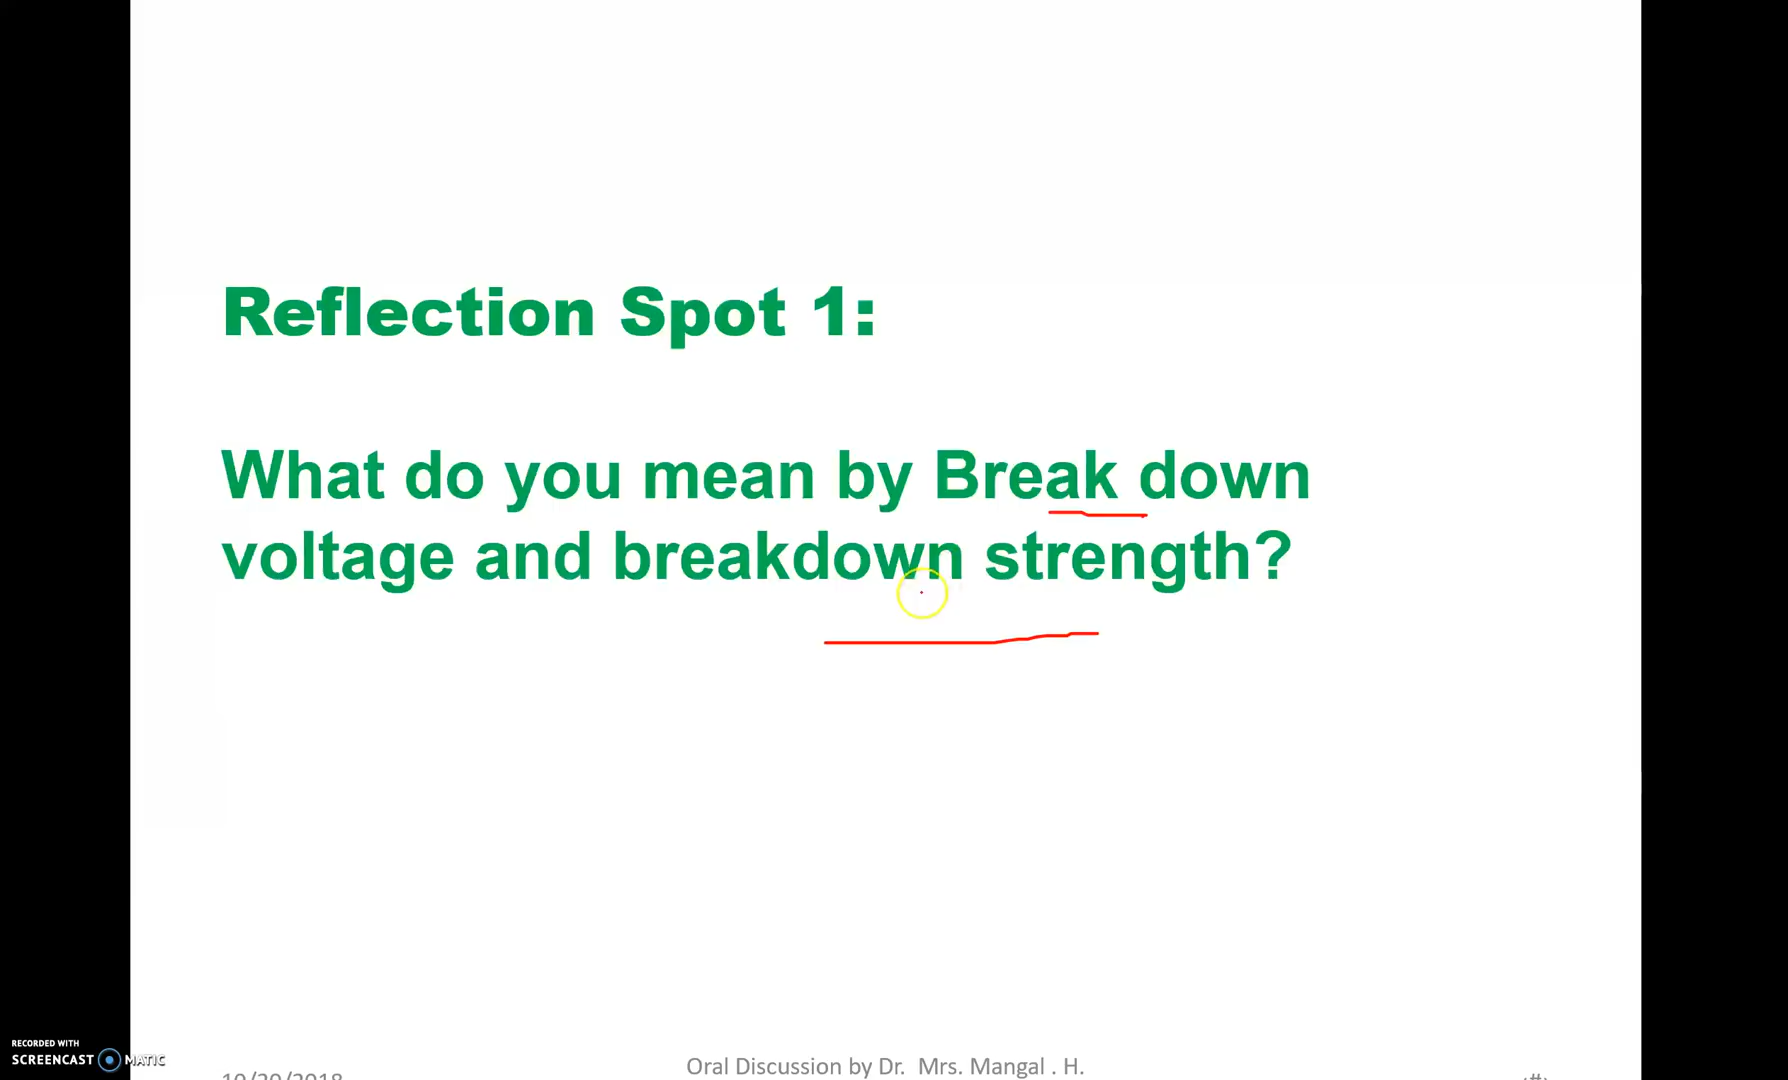 Reflection Spot 1:
What do you mean by Break down
voltage and breakdown strength?
RECORDED WITH
SCREENCAST MATIC
Oral Discussion by Dr. Mrs. Mangal . H.